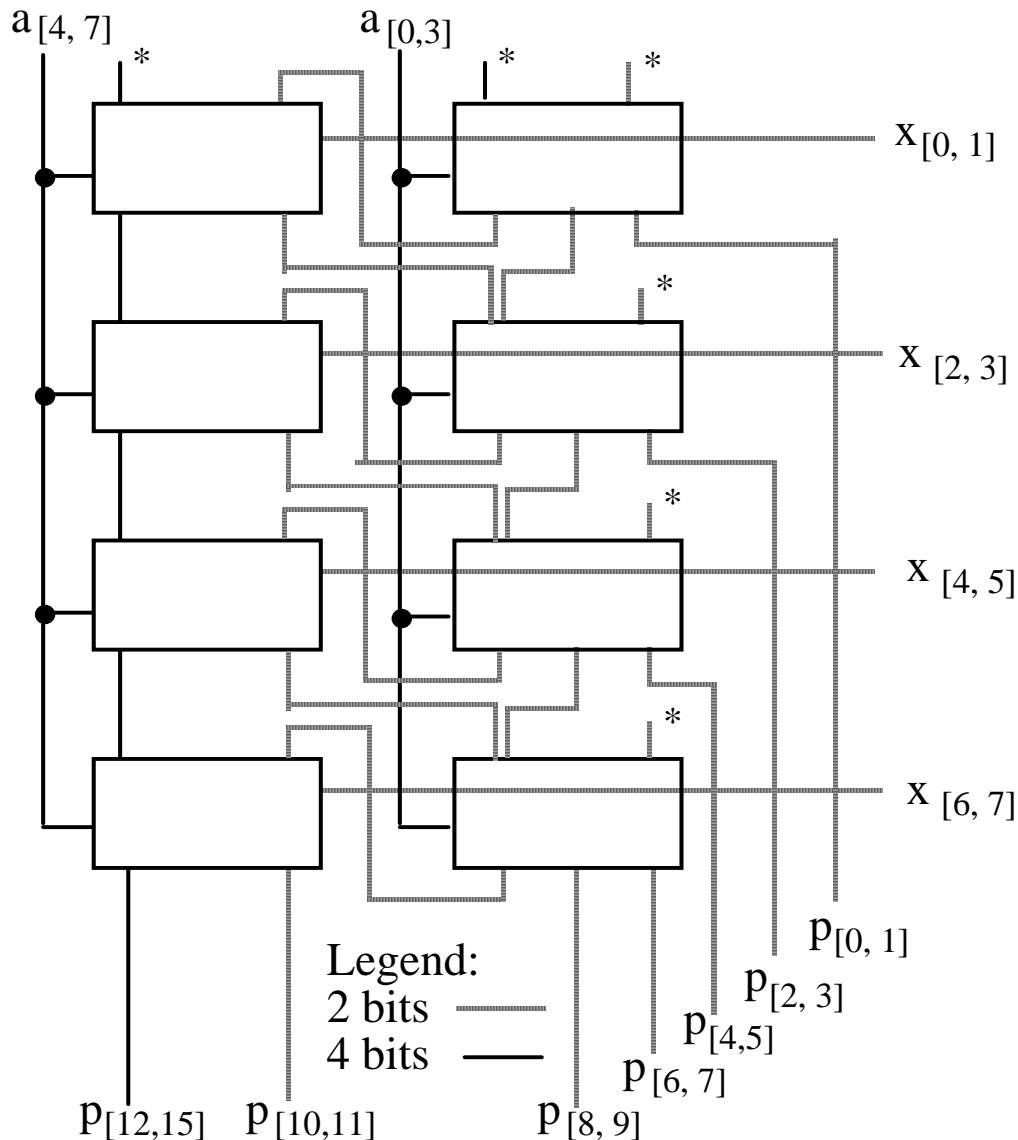 a[4, 7]
a[0,3]
*
*
*
x[0, 1]
*
x [2, 3]
*
x [4, 5]
*
x [6, 7]
p[0, 1]
Legend:
p[2, 3]
2 bits
p[4,5]
4 bits
p[6, 7]
p[12,15]
p[10,11]
p[8, 9]